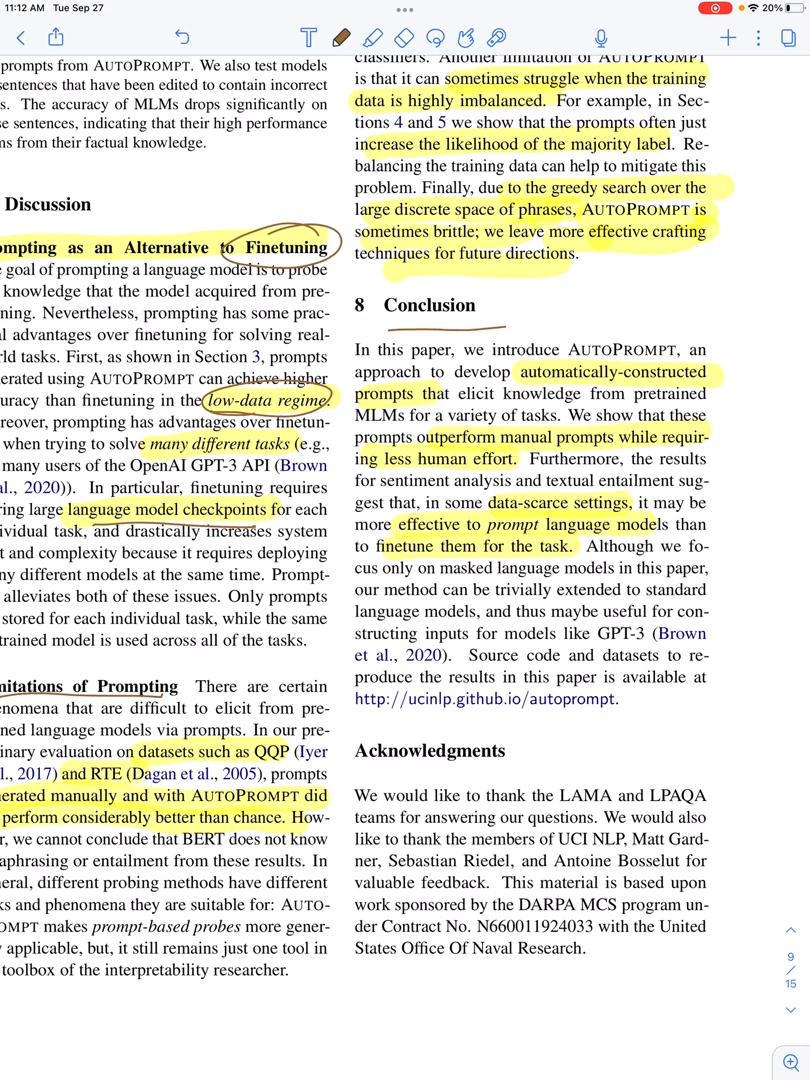 11:12 AM Tue Sep 27
20%
prompts from AUTOPROMPT. We also test models
sentences that have been edited to contain incorrect
s. The accuracy of MLMs drops significantly on
se sentences, indicating that their high performance
ms from their factual knowledge.
Discussion
ompting as an Alternative to Finetuning
e goal of prompting a language model is to probe
knowledge that the model acquired from pre-
ning. Nevertheless, prompting has some prac-
al advantages over finetuning for solving real-
rld tasks. First, as shown in Section 3, prompts
nerated using AUTOPROMPT can achieve higher
uracy than finetuning in the low-data regime.
reover, prompting has advantages over finetun-
when trying to solve many different tasks (e.g.,
many users of the OpenAI GPT-3 API (Brown
al., 2020)). In particular, finetuning requires
ring large language model checkpoints for each
ividual task, and drastically increases system
t and complexity because it requires deploying
ny different models at the same time. Prompt-
alleviates both of these issues. Only prompts
stored for each individual task, while the same
trained model is used across all of the tasks.
mitations of Prompting There are certain
enomena that are difficult to elicit from pre-
ned language models via prompts. In our pre-
inary evaluation on datasets such as QQP (Iyer
l., 2017) and RTE (Dagan et al., 2005), prompts
nerated manually and with AUTOPROMPT did
perform considerably better than chance. How-
r, we cannot conclude that BERT does not know
aphrasing or entailment from these results. In
neral, different probing methods have different
ks and phenomena they are suitable for: AUTO-
OMPT makes prompt-based probes more gener-
y applicable, but, it still remains just one tool in
toolbox of the interpretability researcher.
classifiers. Another limitation of AUTOPROMPT
is that it can sometimes struggle when the training
data is highly imbalanced. For example, in Sec-
tions 4 and 5 we show that the prompts often just
increase the likelihood of the majority label. Re-
balancing the training data can help to mitigate this
problem. Finally, due to the greedy search over the
large discrete space of phrases, AUTOPROMPT is
sometimes brittle; we leave more effective crafting
techniques for future directions.
8 Conclusion
In this paper, we introduce AUTOPROMPT, an
approach to develop automatically-constructed
prompts that elicit knowledge from pretrained
MLMs for a variety of tasks. We show that these
prompts outperform manual prompts while requir-
ing less human effort. Furthermore, the results
for sentiment analysis and textual entailment sug-
gest that, in some data-scarce settings, it may be
more effective to prompt language models than
to finetune them for the task. Although we fo-
cus only on masked language models in this paper,
our method can be trivially extended to standard
language models, and thus maybe useful for con-
structing inputs for models like GPT-3 (Brown
et al., 2020). Source code and datasets to re-
produce the results in this paper is available at
http://ucinlp.github.io/autoprompt.
Acknowledgments
We would like to thank the LAMA and LPAQA
teams for answering our questions. We would also
like to thank the members of UCI NLP, Matt Gard-
ner, Sebastian Riedel, and Antoine Bosselut for
valuable feedback. This material is based upon
work sponsored by the DARPA MCS program un-
der Contract No. N660011924033 with the United
States Office Of Naval Research.
9
/
15